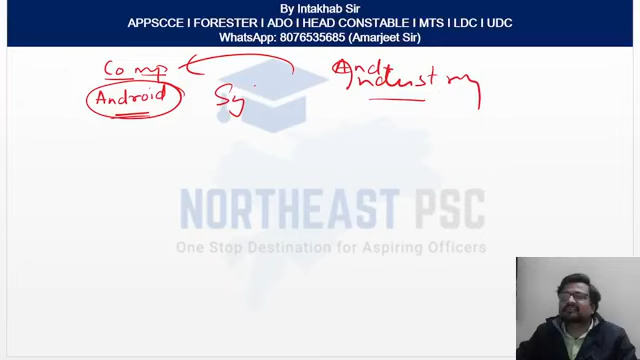 By Intakhab Sir
APPSCCE I FORESTER I ADO I HEAD CONSTABLE I MTS I LDC I UDC
WhatsApp: 8076535685 (Amarjeet Sir)
Comp
Industry
Android
Sy
NORTHEAST PSC
One Stop Destination for Aspiring Officers